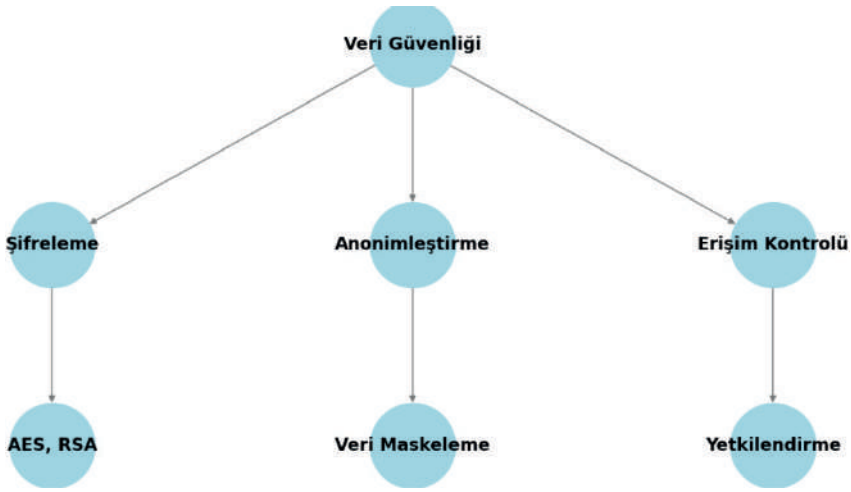 Veri Güvenliği
Şifreleme
Anonimleştirme
Erişim Kontrolü
AES, RSA
Veri Maskeleme
Yetkilendirme